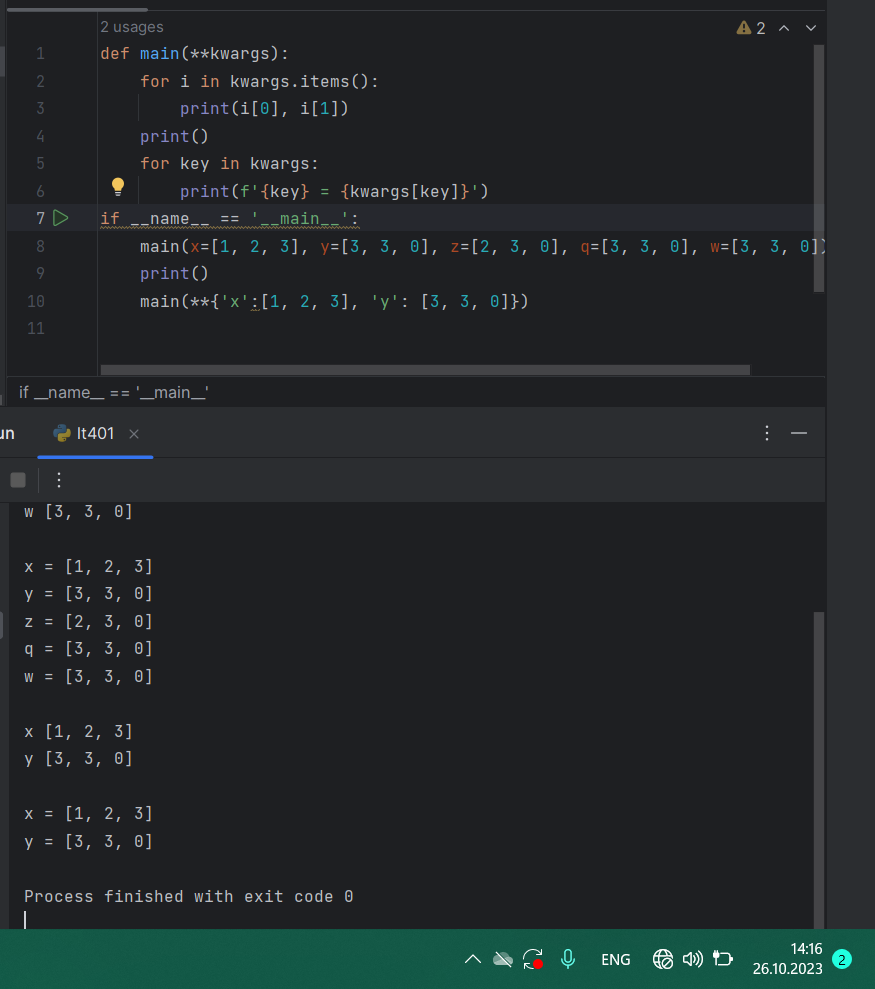 2 usages
2
1 def main(**kwargs):
2 for i in kwargs.items():
3 print(i[0], i[1])
4 print()
5 for key in kwargs:
6 print(f'{key} = {kwargs[key]}')
7 if __name__ == '__main__':
8 main(x=[1, 2, 3], y=[3, 3, 0], z=[2, 3, 0], q=[3, 3, 0], w=[3, 3, 0])
9 print()
10 main(**{'x':[1, 2, 3], 'y': [3, 3, 0]})
11
if __name__ == '__main__'
un lt401
w [3, 3, 0]
x = [1, 2, 3]
y = [3, 3, 0]
z = [2, 3, 0]
q = [3, 3, 0]
w = [3, 3, 0]
x [1, 2, 3]
y [3, 3, 0]
x = [1, 2, 3]
y = [3, 3, 0]
Process finished with exit code 0
ENG
14:16
26.10.2023
2